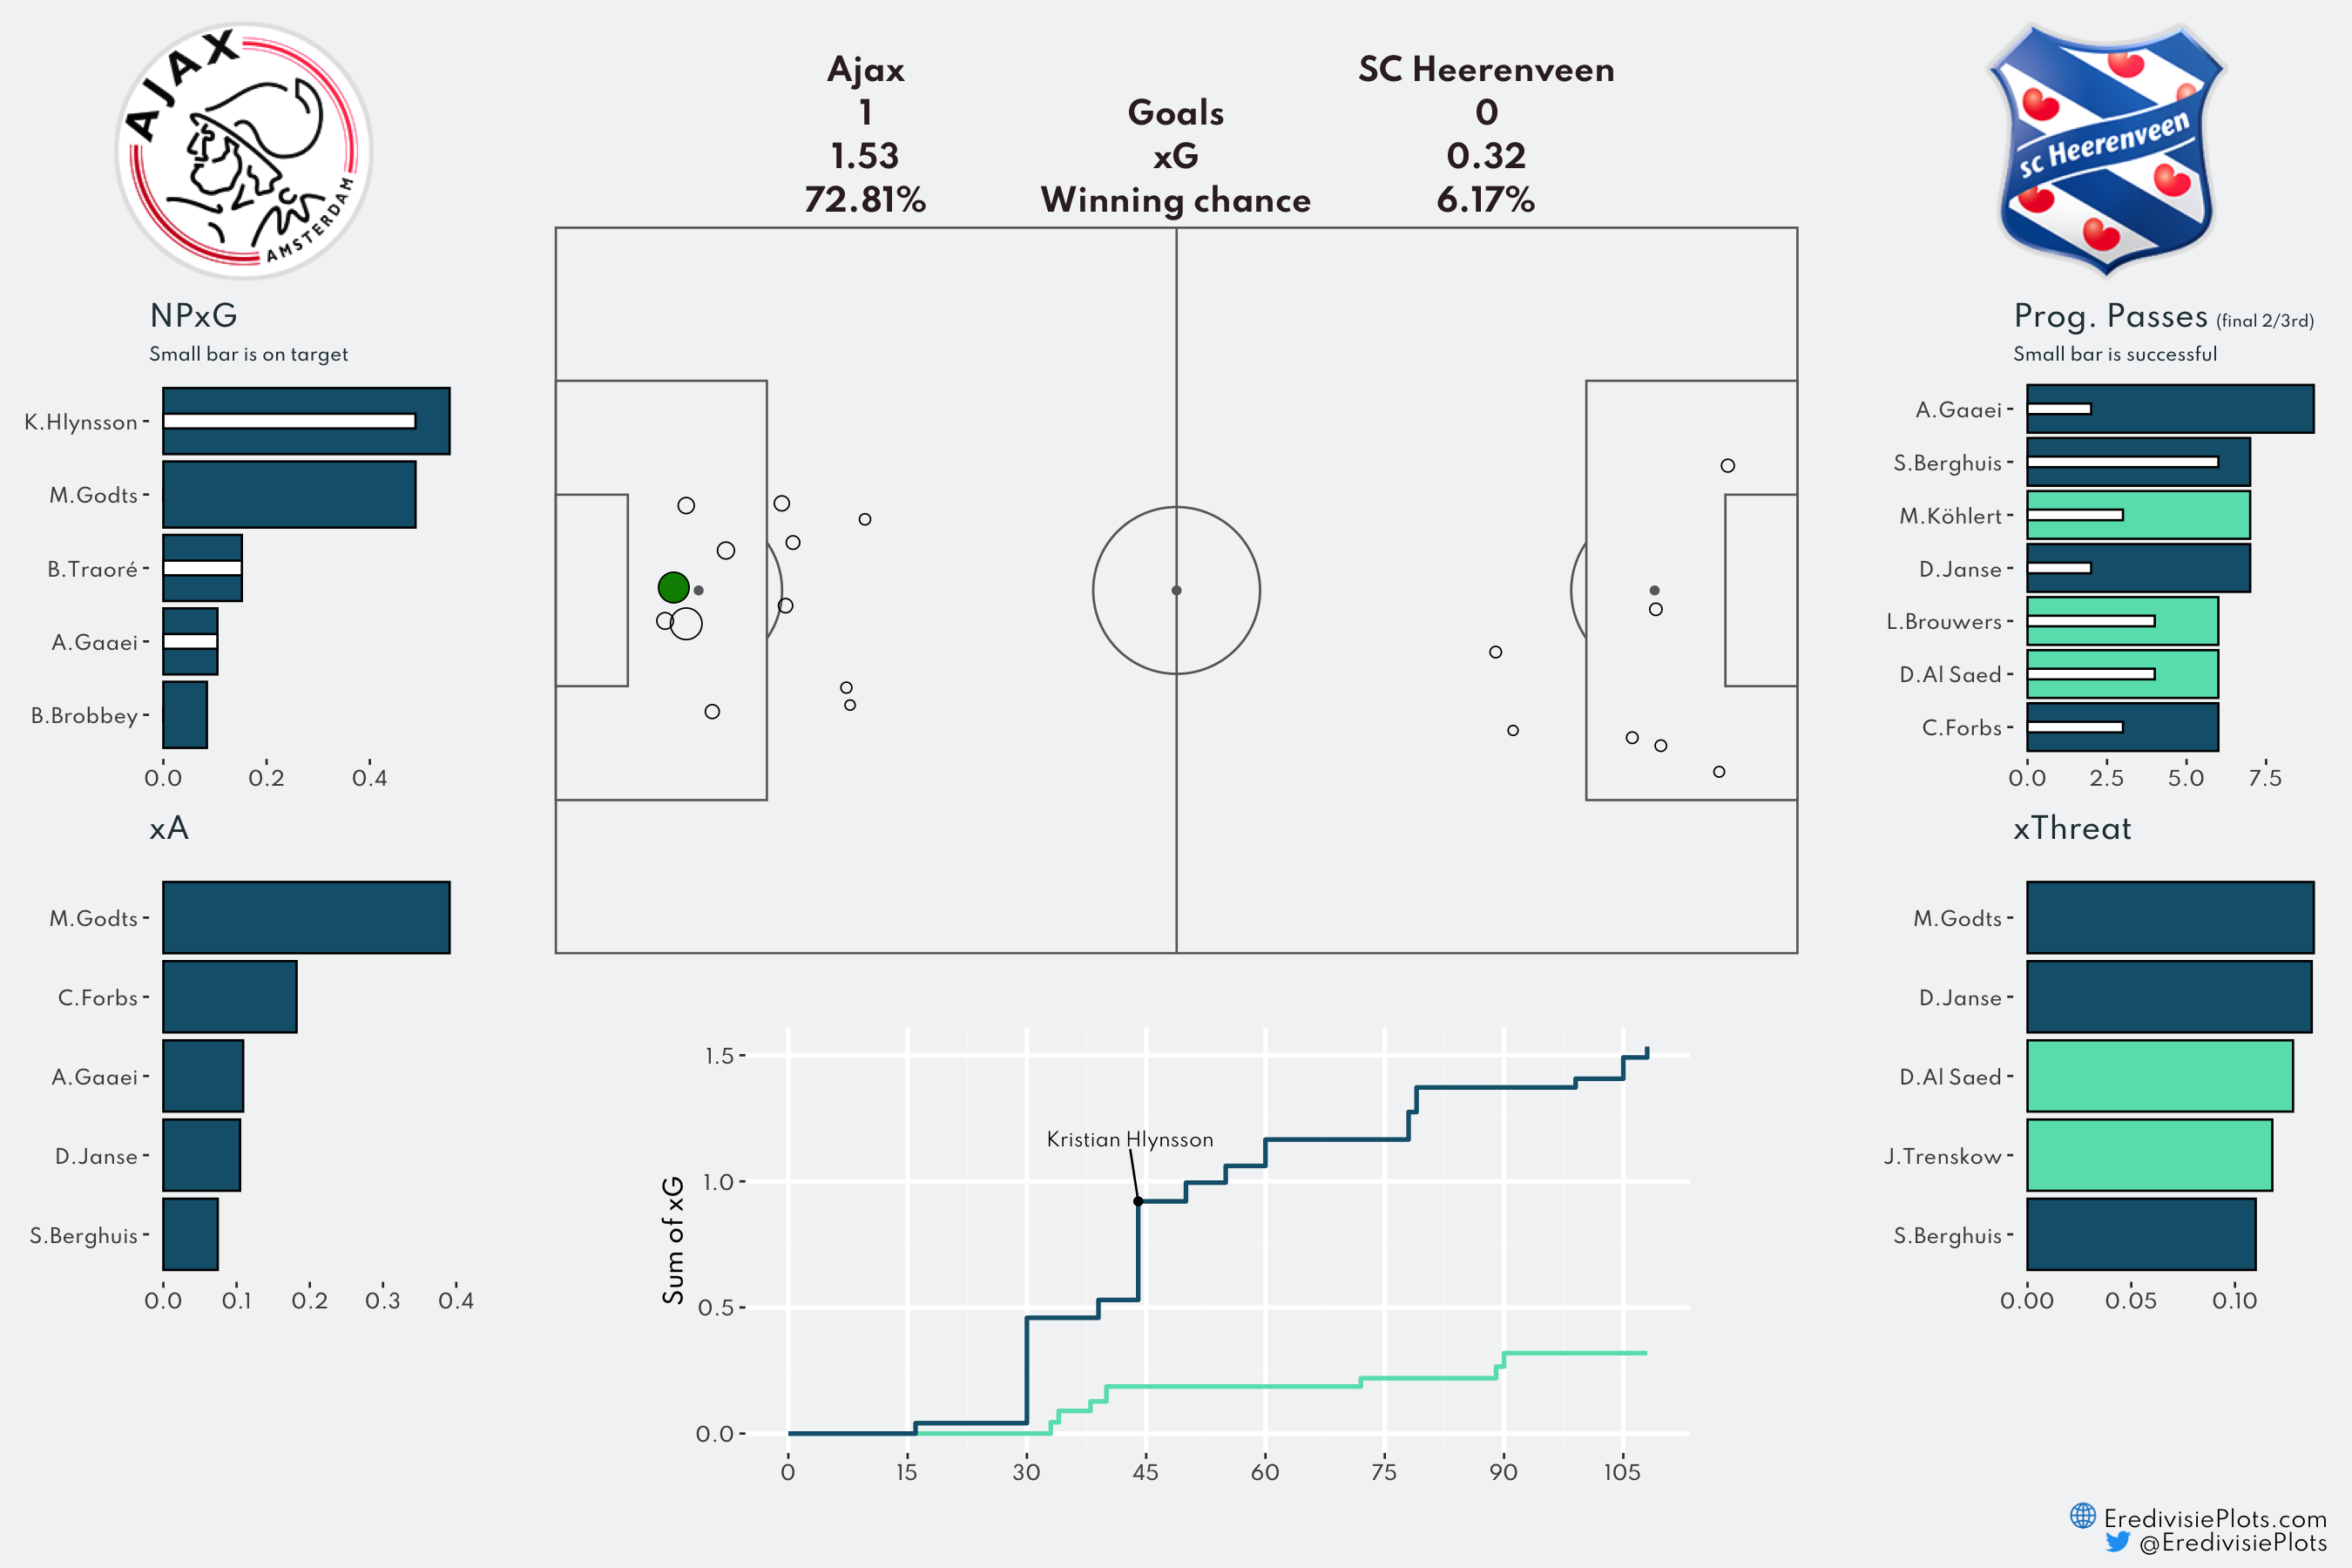 AJAX
AMSTERDAM
Ajax SC Heerenveen
1 Goals 0
1.53 xG 0.32
72.81% Winning chance 6.17%
sc Heerenveen
NPxG
Small bar is on target
K.Hlynsson
M.Godts
B.Traoré
A.Gaaei
B.Brobbey
0.0 0.2 0.4
xA
M.Godts
C.Forbs
A.Gaaei
D.Janse
S.Berghuis
0.0 0.1 0.2 0.3 0.4
Kristian Hlynsson
Sum of xG
1.5
1.0
0.5
0.0
0 15 30 45 60 75 90 105
Prog. Passes (final 2/3rd)
Small bar is successful
A.Gaaei
S.Berghuis
M.Köhlert
D.Janse
L.Brouwers
D.Al Saed
C.Forbs
0.0 2.5 5.0 7.5
xThreat
M.Godts
D.Janse
D.Al Saed
J.Trenskow
S.Berghuis
0.00 0.05 0.10
EredivisiePlots.com
@EredivisiePlots